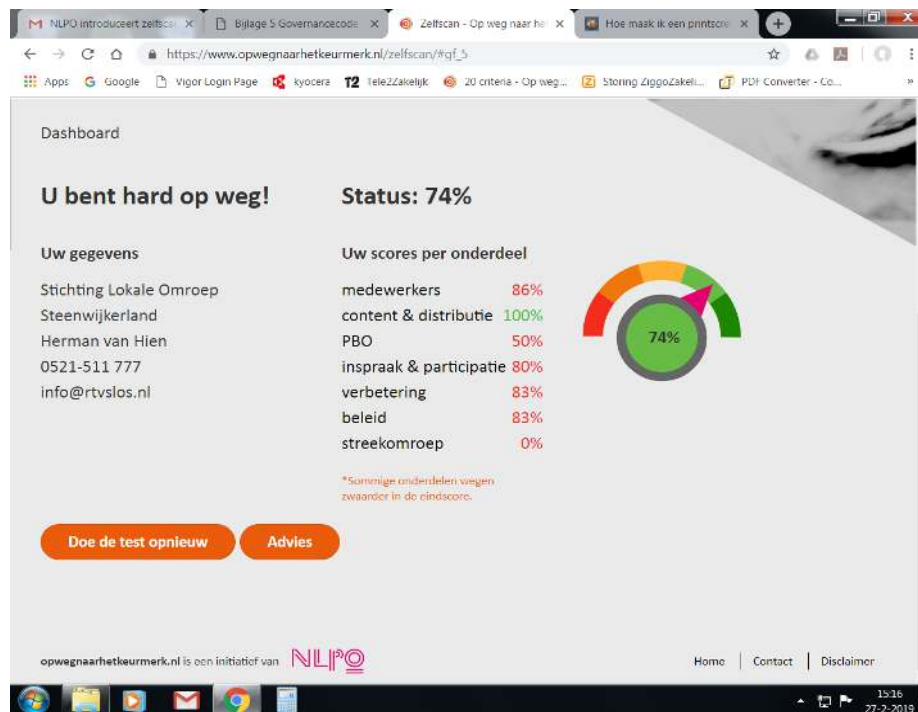 NLPO introduceert zelfsca
Bijlage 5 Governancecode
Zelfscan - Op weg naar he
Hoe maak ik een printscre
https://www.opwegnaarhetkeurmerk.nl/zelfscan/#gf_5
Apps Google Vigor Login Page kyocera T2 Tele2Zakelijk 20 criteria - Op weg... Storing ZiggoZakeli... PDF Converter - Co... »
Dashboard
U bent hard op weg!
Status: 74%
Uw gegevens
Stichting Lokale Omroep
Steenwijkerland
Herman van Hien
0521-511 777
info@rtvslos.nl
Uw scores per onderdeel
medewerkers 86%
content & distributie 100%
PBO 50%
inspraak & participatie 80%
verbetering 83%
beleid 83%
streekomroep 0%
*Sommige onderdelen wegen
zwaarder in de eindscore.
74%
Doe de test opnieuw
Advies
opwegnaarhetkeurmerk.nl is een initiatief van NLPO
Home | Contact | Disclaimer
15:16
27-2-2019